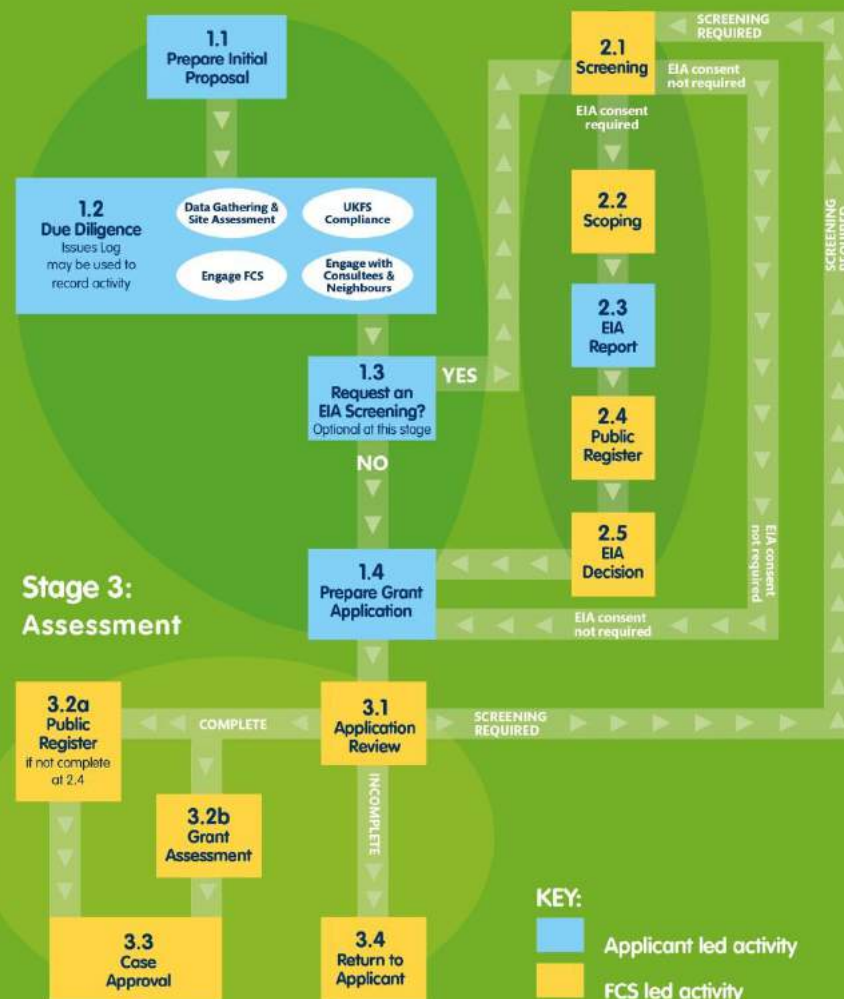 1.1
Prepare Initial
Proposal
1.2
Due Diligence
Issues Log
may be used to
record activity
Data Gathering &
Site Assessment
UKFS
Compliance
Engage FCS
Engage with
Consultees &
Neighbours
1.3
Request an
EIA Screening?
Optional at this stage
YES
NO
1.4
Prepare Grant
Application
2.1
Screening
SCREENING
REQUIRED
EIA consent
not required
EIA consent
required
2.2
Scoping
2.3
EIA
Report
2.4
Public
Register
2.5
EIA
Decision
EIA consent
not required
EIA consent
not required
SCREENING
REQUIRED
Stage 3:
Assessment
3.1
Application
Review
SCREENING
REQUIRED
COMPLETE
INCOMPLETE
3.2a
Public
Register
if not complete
at 2.4
3.2b
Grant
Assessment
3.3
Case
Approval
3.4
Return to
Applicant
KEY:
Applicant led activity
FCS led activity